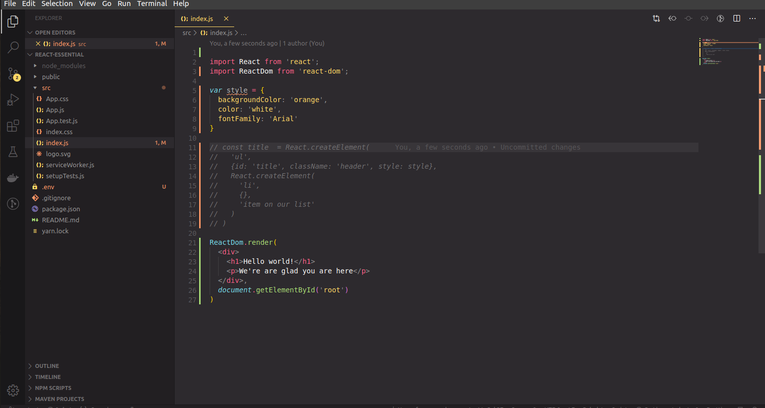 File Edit Selection View Go Run Terminal Help
EXPLORER
OPEN EDITORS
index.js src 1, M
REACT-ESSENTIAL
node_modules
public
src
App.css
App.js
App.test.js
index.css
index.js 1, M
logo.svg
serviceWorker.js
setupTests.js
.env U
.gitignore
package.json
README.md
yarn.lock
OUTLINE
TIMELINE
NPM SCRIPTS
MAVEN PROJECTS
2
index.js
src > index.js > ...
You, a few seconds ago | 1 author (You)
1
2 import React from 'react';
3 import ReactDom from 'react-dom';
4
5 var style = {
6 backgroundColor: 'orange',
7 color: 'white',
8 fontFamily: 'Arial'
9 }
10
11 // const title = React.createElement( You, a few seconds ago • Uncommitted changes
12 // 'ul',
13 // {id: 'title', className: 'header', style: style},
14 // React.createElement(
15 // 'li',
16 // {},
17 // 'item on our list'
18 // )
19 // )
20
21 ReactDom.render(
22 <div>
23 <h1>Hello world!</h1>
24 <p>We're are glad you are here</p>
25 </div>,
26 document.getElementById('root')
27 )